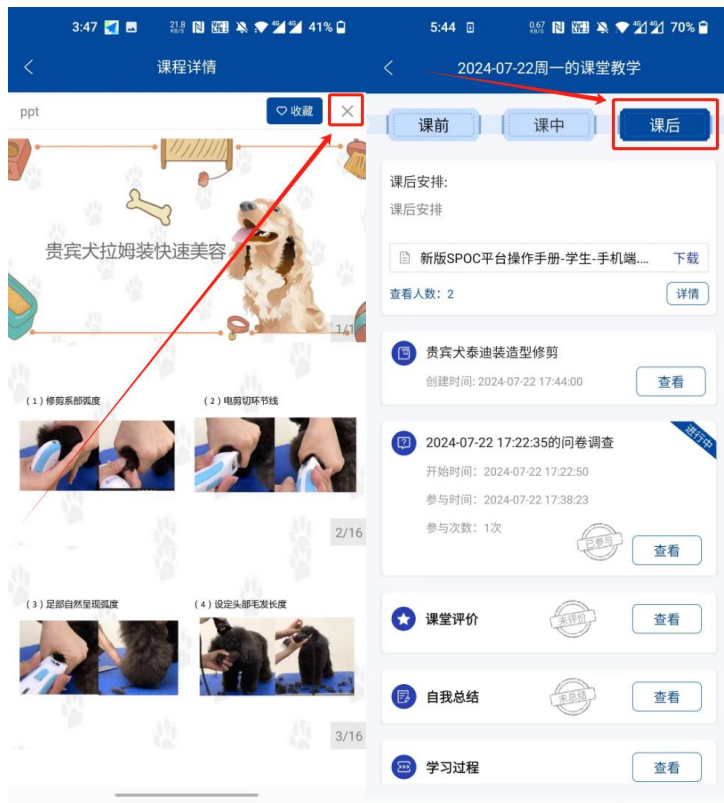 3:47
21.8 KB/S
41%
课程详情
ppt
收藏
贵宾犬拉姆装快速美容
1/1
（1）修剪系部弧度
（2）电剪切环节线
2/16
（3）足部自然呈现弧度
（4）设定头部毛发长度
3/16
5:44
0.67 KB/S
70%
2024-07-22周一的课堂教学
课前
课中
课后
课后安排:
课后安排
新版SPOC平台操作手册-学生-手机端....
下载
查看人数：2
详情
贵宾犬泰迪装造型修剪
创建时间: 2024-07-22 17:44:00
查看
进行中
2024-07-22 17:22:35的问卷调查
开始时间：2024-07-22 17:22:50
参与时间：2024-07-22 17:38:23
参与次数：1次
已参与
查看
课堂评价
未评价
查看
自我总结
未总结
查看
学习过程
查看